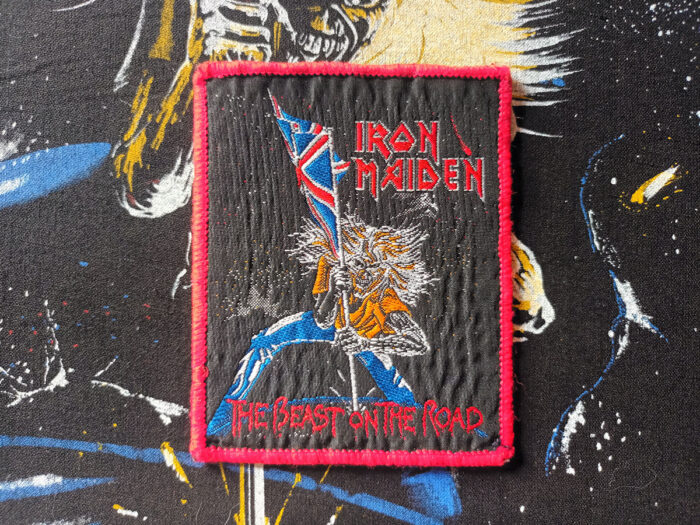 IRON
MAIDEN
THE BEAST ON THE ROAD